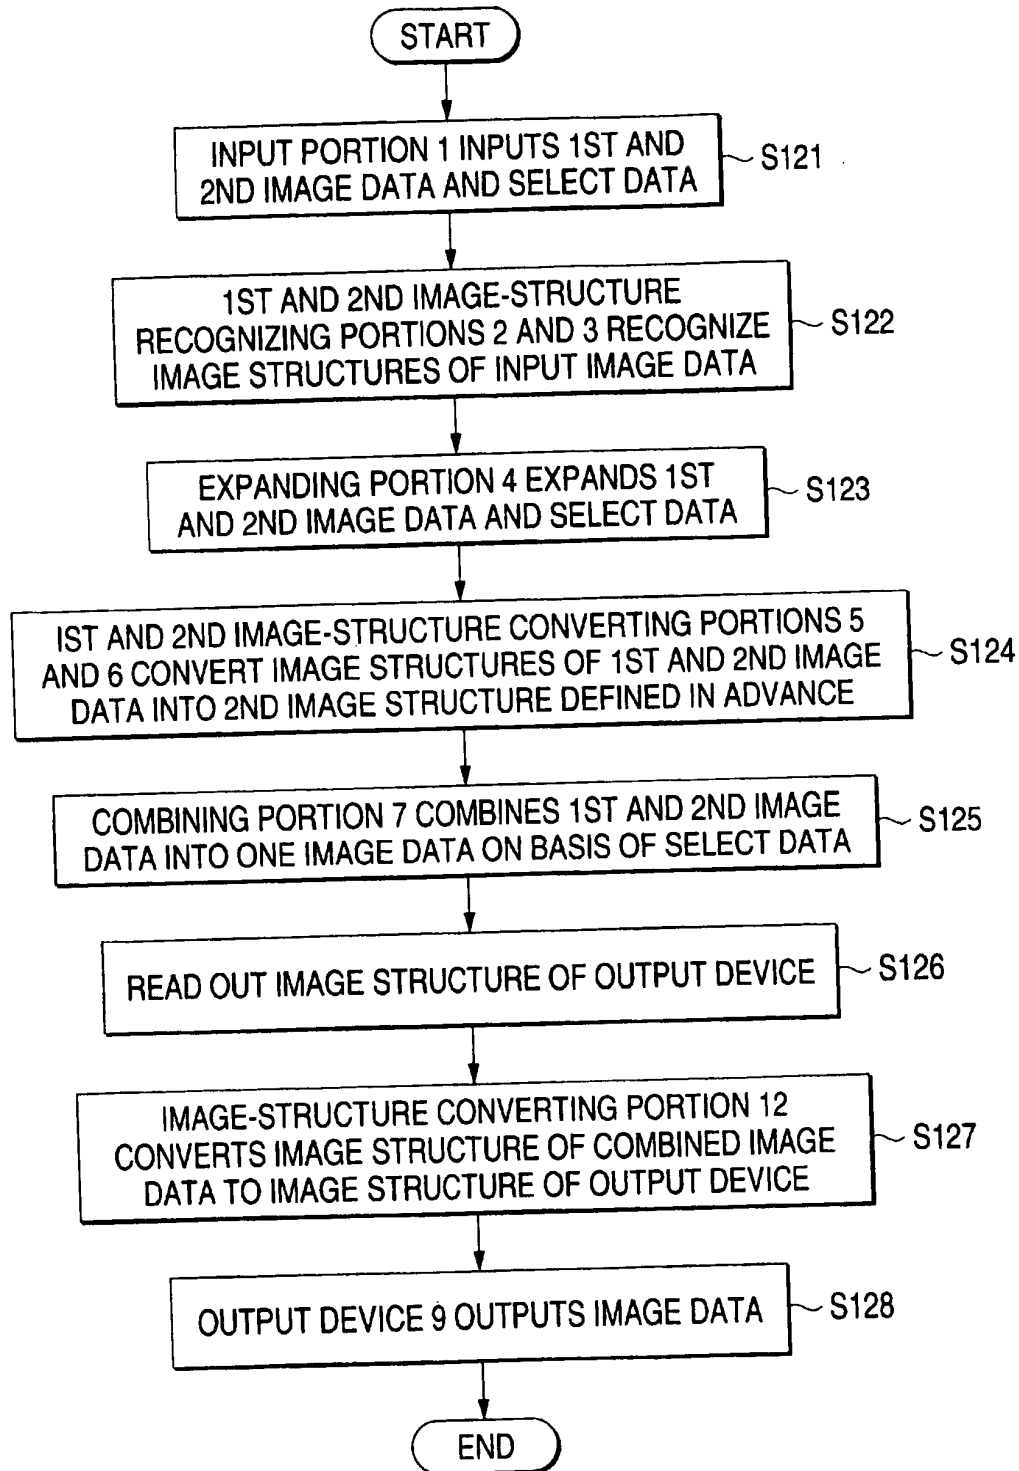 START
INPUT PORTION 1 INPUTS 1ST AND
2ND IMAGE DATA AND SELECT DATA
S121
1ST AND 2ND IMAGE-STRUCTURE
RECOGNIZING PORTIONS 2 AND 3 RECOGNIZE
IMAGE STRUCTURES OF INPUT IMAGE DATA
S122
EXPANDING PORTION 4 EXPANDS 1ST
AND 2ND IMAGE DATA AND SELECT DATA
S123
IST AND 2ND IMAGE-STRUCTURE CONVERTING PORTIONS 5
AND 6 CONVERT IMAGE STRUCTURES OF 1ST AND 2ND IMAGE
DATA INTO 2ND IMAGE STRUCTURE DEFINED IN ADVANCE
S124
COMBINING PORTION 7 COMBINES 1ST AND 2ND IMAGE
DATA INTO ONE IMAGE DATA ON BASIS OF SELECT DATA
S125
READ OUT IMAGE STRUCTURE OF OUTPUT DEVICE
S126
IMAGE-STRUCTURE CONVERTING PORTION 12
CONVERTS IMAGE STRUCTURE OF COMBINED IMAGE
DATA TO IMAGE STRUCTURE OF OUTPUT DEVICE
S127
OUTPUT DEVICE 9 OUTPUTS IMAGE DATA
S128
END